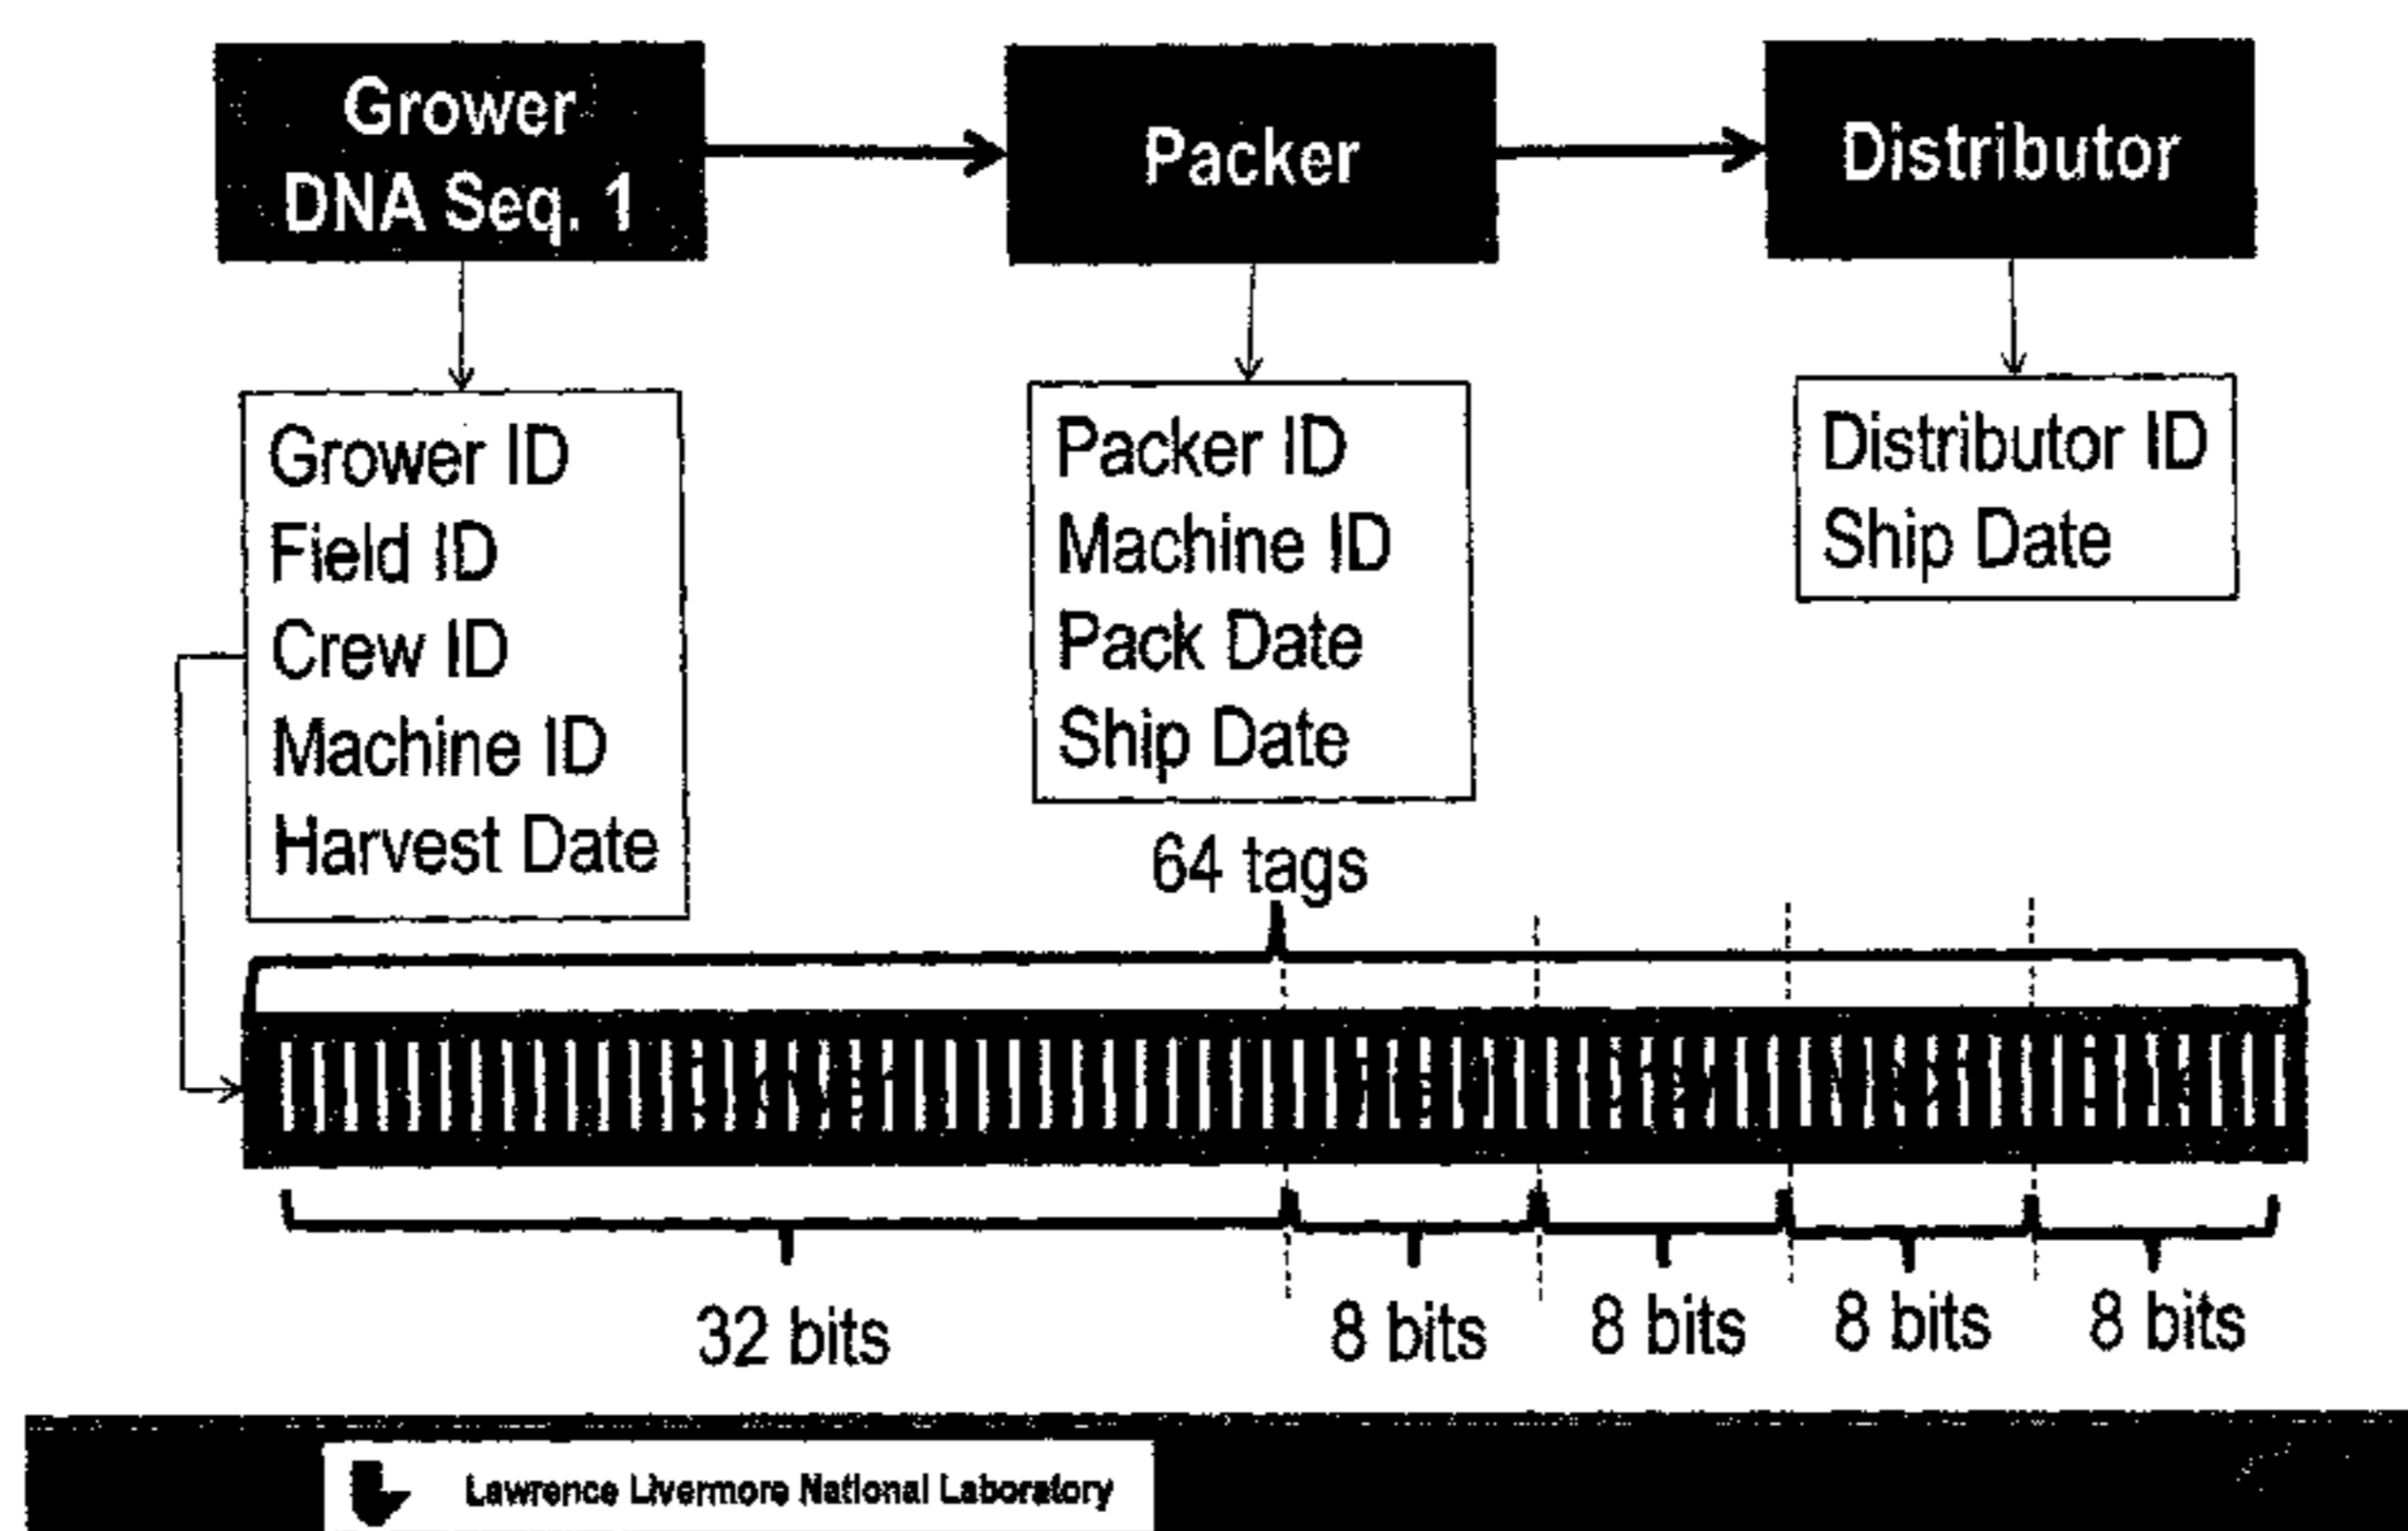 Grower
DNA Seq. 1
Packer
Distributor
Grower ID
Field ID
Crew ID
Machine ID
Harvest Date
Packer ID
Machine ID
Pack Date
Ship Date
Distributor ID
Ship Date
64 tags
32 bits
8 bits
8 bits
8 bits
8 bits
Lawrence Livermore National Laboratory